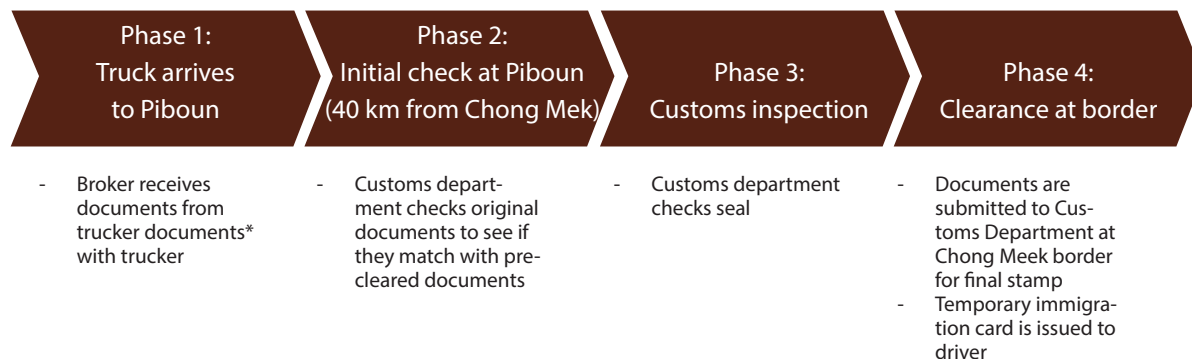 Phase 1:
Truck arrives
to Piboun
Phase 2:
Initial check at Piboun
(40 km from Chong Mek)
Phase 3:
Customs inspection
Phase 4:
Clearance at border
- Broker receives
documents from
trucker documents*
with trucker
- Customs depart-
ment checks original
documents to see if
they match with pre-
cleared documents
- Customs department
checks seal
- Documents are
submitted to Cus-
toms Department at
Chong Meek border
for final stamp
- Temporary immigra-
tion card is issued to
driver